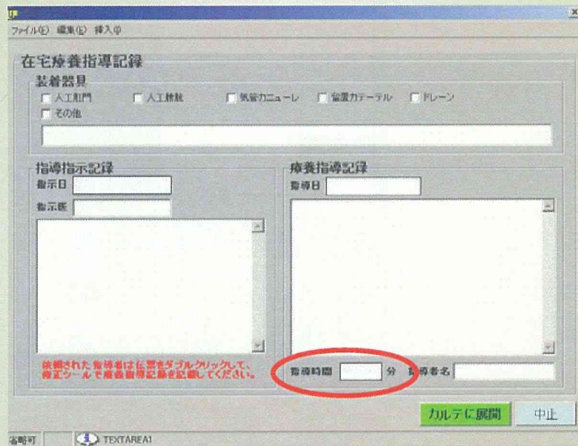 ファイル(F) 編集(E) 挿入(I)
在宅療養指導記録
装着器具
人工肛門 人工膀胱 気管カニューレ 留置カテーテル ドレーン
その他
指導指示記録
指示日
指示医
療養指導記録
指導日
依頼された指導者は伝票をダブルクリックして、
修正ツールで療養指導記録を記載してください。
指導時間 分 指導者名
カルテに展開 中止
省略可 TEXTAREA1